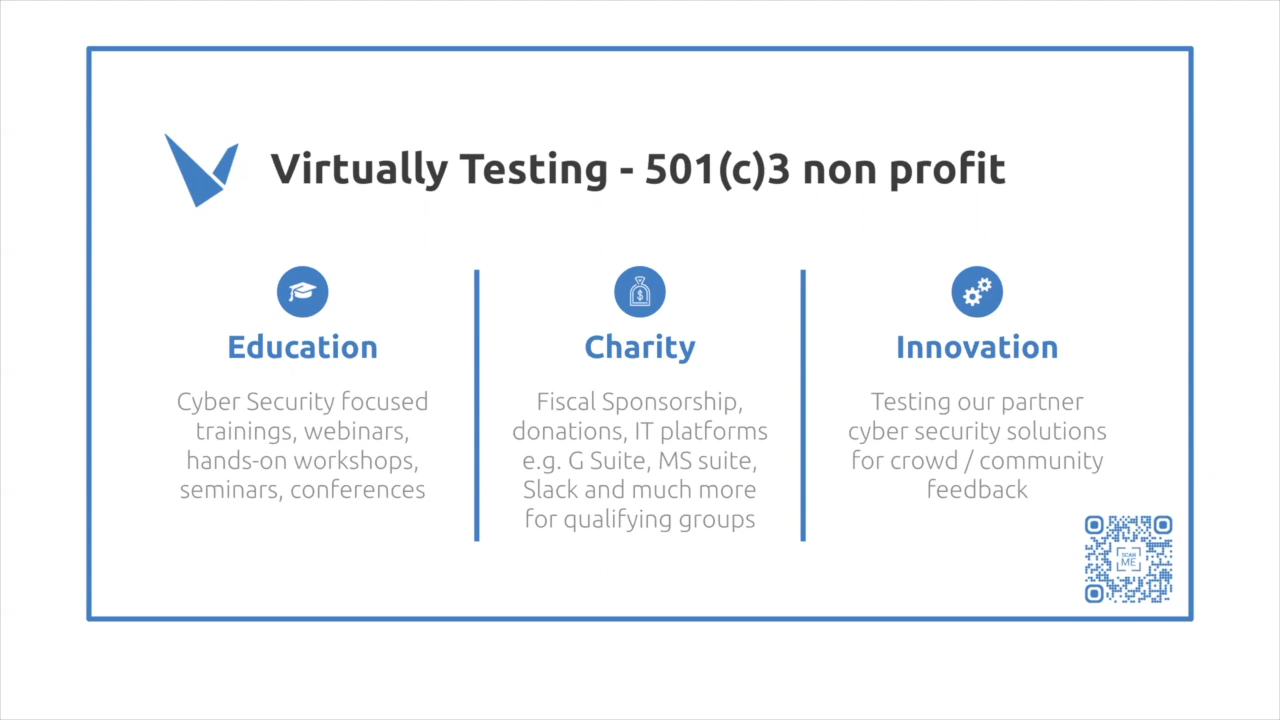 Virtually Testing - 501(c)3 non profit
Education
Cyber Security focused
trainings, webinars,
hands-on workshops,
seminars, conferences
Charity
Fiscal Sponsorship,
donations, IT platforms
e.g. G Suite, MS suite,
Slack and much more
for qualifying groups
Innovation
Testing our partner
cyber security solutions
for crowd / community
feedback
SCAN
ME